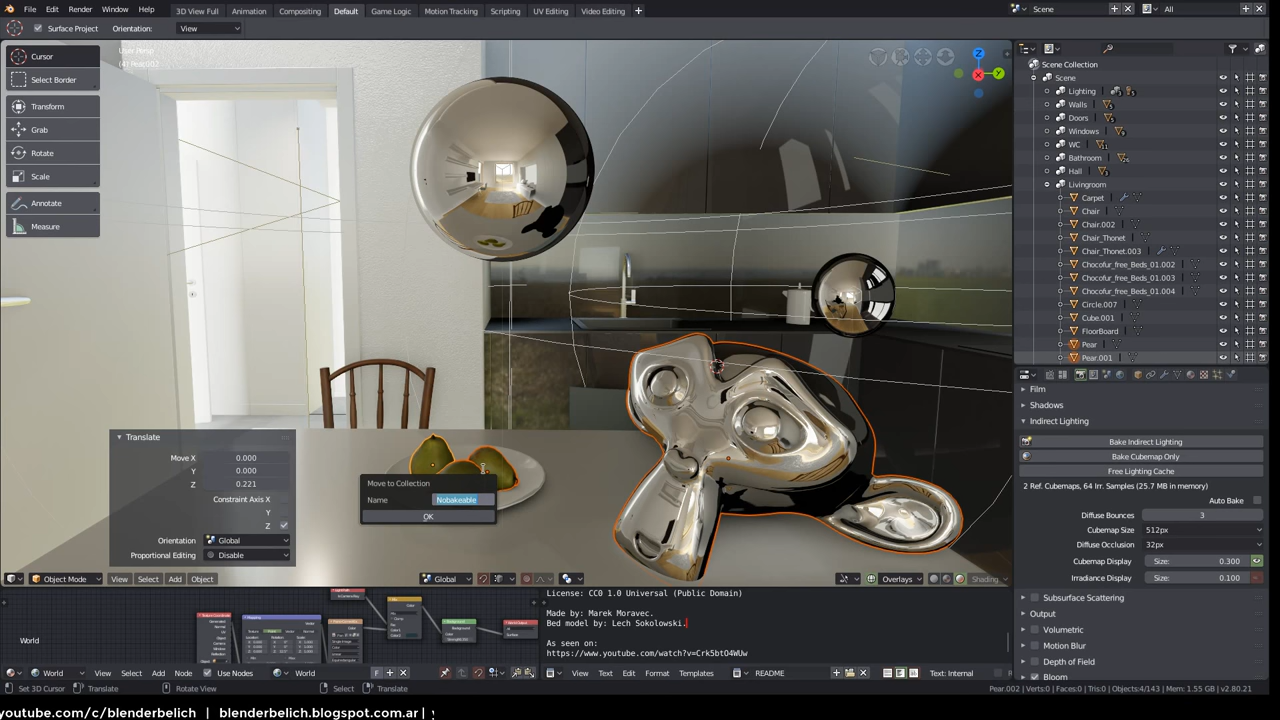 File Edit Render Window Help 3D View Full Animation Compositing Default Game Logic Motion Tracking Scripting UV Editing Video Editing + Scene All
Surface Project Orientation: View
Cursor
Select Border
Transform
Grab
Rotate
Scale
Annotate
Measure
User Persp
(4) Pear.002
Z
X
Y
Scene Collection
Scene
Lighting
Walls
Doors
Windows
WC
Bathroom
Hall
Livingroom
Carpet
Chair
Chair.002
Chair_Thonet
Chair_Thonet.003
Chocofur_free_Beds_01.002
Chocofur_free_Beds_01.003
Chocofur_free_Beds_01.004
Circle.007
Cube.001
FloorBoard
Pear
Pear.001
Film
Shadows
Indirect Lighting
Bake Indirect Lighting
Bake Cubemap Only
Free Lighting Cache
2 Ref. Cubemaps, 64 Irr. Samples (25.7 MB in memory)
Auto Bake
Diffuse Bounces 3
Cubemap Size 512px
Diffuse Occlusion 32px
Cubemap Display Size: 0.300
Irradiance Display Size: 0.100
Subsurface Scattering
Output
Volumetric
Motion Blur
Depth of Field
Bloom
Translate
Move X 0.000
Y 0.000
Z 0.221
Constraint Axis X
Y
Z
Orientation Global
Proportional Editing Disable
Move to Collection
Name Nobakeable
OK
Object Mode View Select Add Object Global Overlays Shading
World
License: CC0 1.0 Universal (Public Domain)
Made by: Marek Moravec.
Bed model by: Lech Sokolowski.
As seen on:
https://www.youtube.com/watch?v=Crk5btO4WUw
World View Select Add Node Use Nodes World F View Text Edit Format Templates README Text: Internal
Set 3D Cursor Translate Rotate View Select Translate Pear.002 | Verts:0 | Faces:0 | Tris:0 | Objects:4/143 | Mem: 1.55 GB | v2.80.21
youtube.com/c/blenderbelich | blenderbelich.blogspot.com.ar |